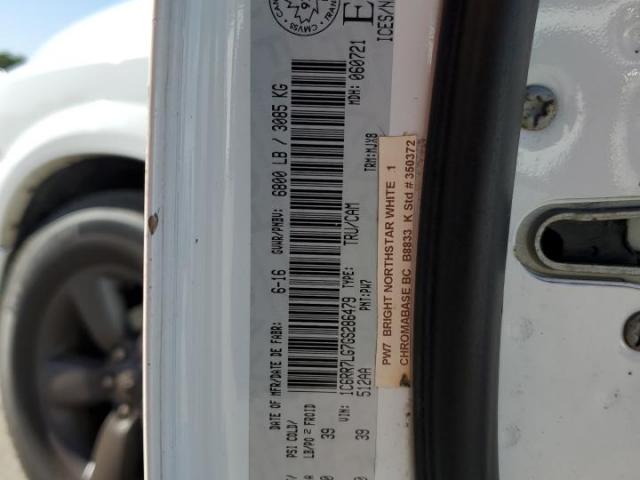 CMVSS
ICES/N
DATE OF MFR/DATE DE FABR: 6-16 GVWR/PNBV: 6800 LB / 3085 KG
PSI COLD/
LB/PO 2 FROID
39
VIN: 1C6RR7LG7GS286479 TYPE: TRU/CAM MDH: 060721
39 512AA PNT:PW7 TRM:MJX8
PW7 BRIGHT NORTHSTAR WHITE 1
CHROMABASE BC B8833 K Std # 350372